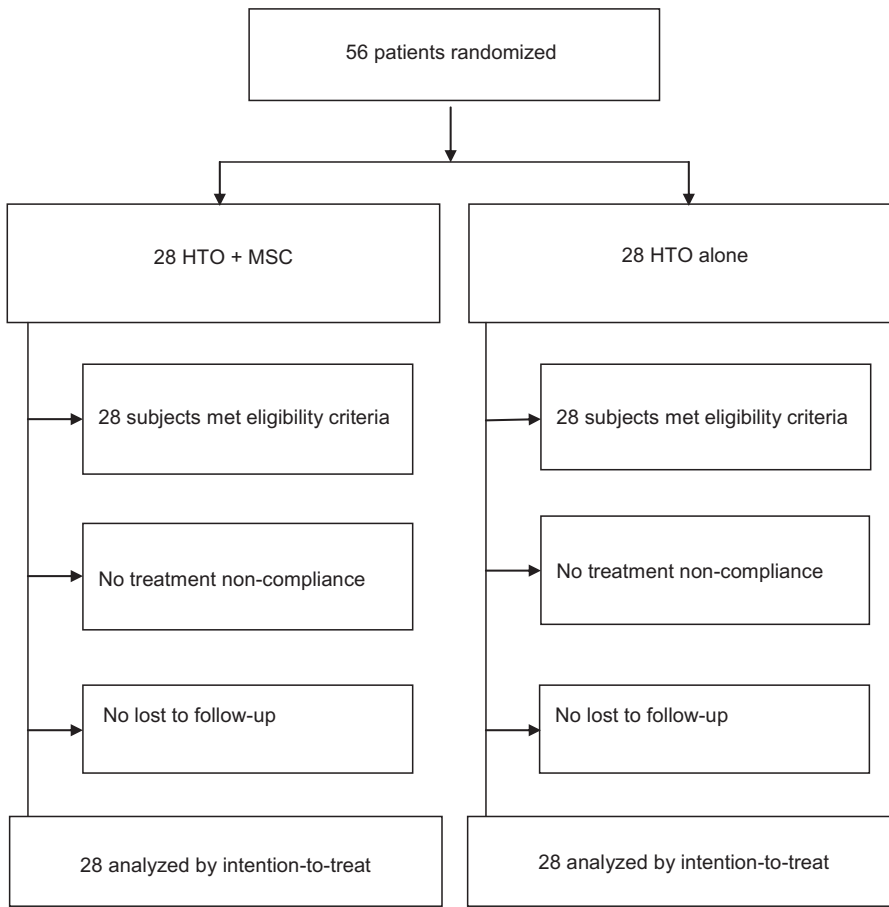 56 patients randomized
28 HTO + MSC
28 HTO alone
28 subjects met eligibility criteria
28 subjects met eligibility criteria
No treatment non-compliance
No treatment non-compliance
No lost to follow-up
No lost to follow-up
28 analyzed by intention-to-treat
28 analyzed by intention-to-treat